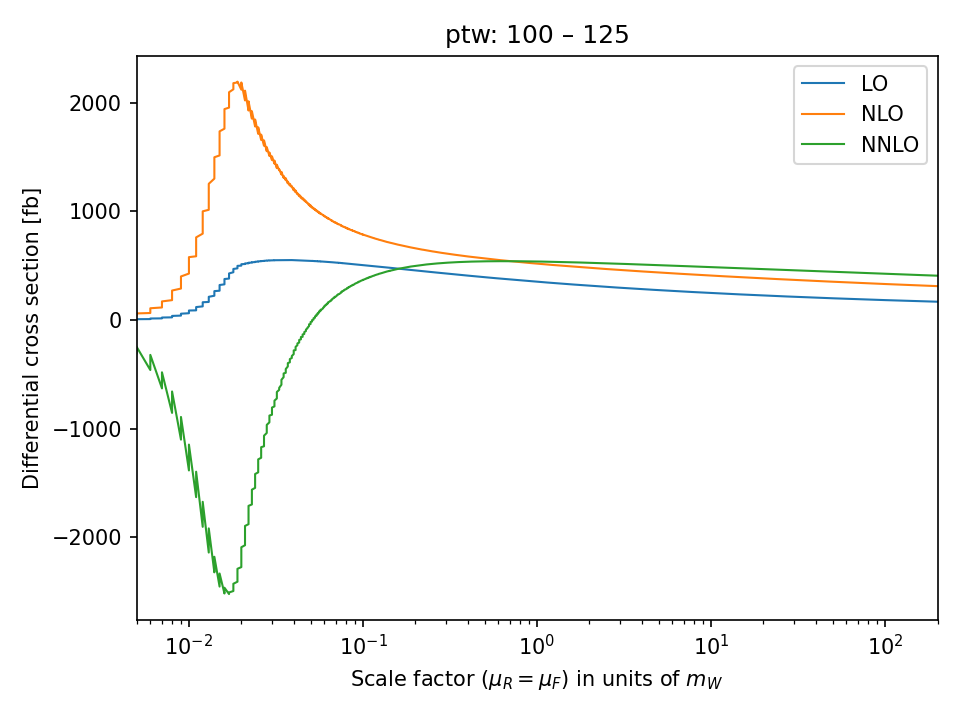 ptw: 100 – 125
Differential cross section [fb]
2000
1000
0
−1000
−2000
LO
NLO
NNLO
10⁻² 10⁻¹ 10⁰ 10¹ 10²
Scale factor (μ_R = μ_F) in units of m_W